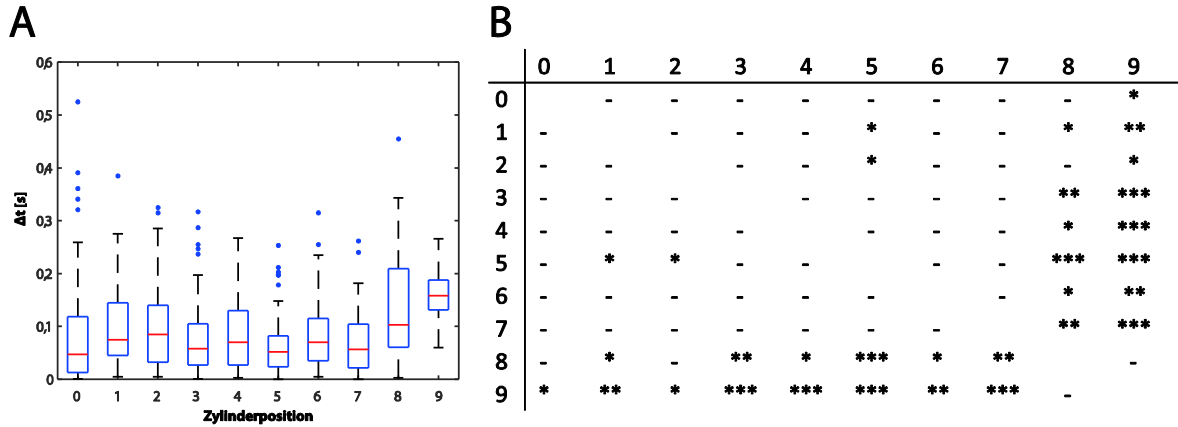 A
B
0,6
0,5
0,4
0,3
0,2
0,1
0
Δt [s]
0 1 2 3 4 5 6 7 8 9
Zylinderposition
0 1 2 3 4 5 6 7 8 9
0 - - - - - - - - *
1 - - - - * - - * **
2 - - - - * - - - *
3 - - - - - - - ** ***
4 - - - - - - - * ***
5 - * * - - - - *** ***
6 - - - - - - - * **
7 - - - - - - - ** ***
8 - * - ** * *** * ** -
9 * ** * *** *** *** ** *** -